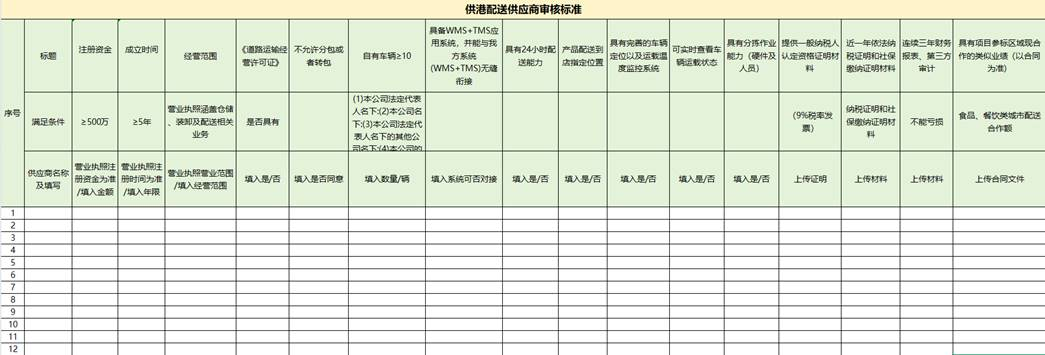 供港配送供应商审核标准
序号
标题
注册资金
成立时间
经营范围
《道路运输经
营许可证》
不允许分包或
者转包
自有车辆≥10
具备WMS+TMS应
用系统，并能与我
方系统
(WMS+TMS)无缝
衔接
具有24小时配
送能力
产品配送到
店指定位置
具有完善的车辆
定位以及运载温
度监控系统
可实时查看车
辆运载状态
具有分拣作业
能力（硬件及
人员）
提供一般纳税人
认定资格证明材
料
近一年依法纳
税证明和社保
缴纳证明材料
连续三年财务
报表、第三方
审计
具有项目参标区域现合
作的类似业绩（以合同
为准）
满足条件
≥500万
≥5年
营业执照涵盖仓储
、装卸及配送相关
业务
是否具有
(1)本公司法定代表
人名下;(2)本公司名
下;(3)本公司法定代
表人名下的其他公
司名下;(4)本公司的
（9%税率发
票）
纳税证明和社
保缴纳证明材
料
不能亏损
食品、餐饮类城市配送
合作额
供应商名称
及填写
营业执照注
册资金为准
/填入金额
营业执照注
册时间为准
/填入年限
营业执照营业范围
/填入经营范围
填入是/否
填入是否同意
填入数量/辆
填入系统可否对接
填入是/否
填入是/否
填入是/否
填入是/否
填入是/否
上传证明
上传材料
上传材料
上传合同文件
1
2
3
4
5
6
7
8
9
10
11
12